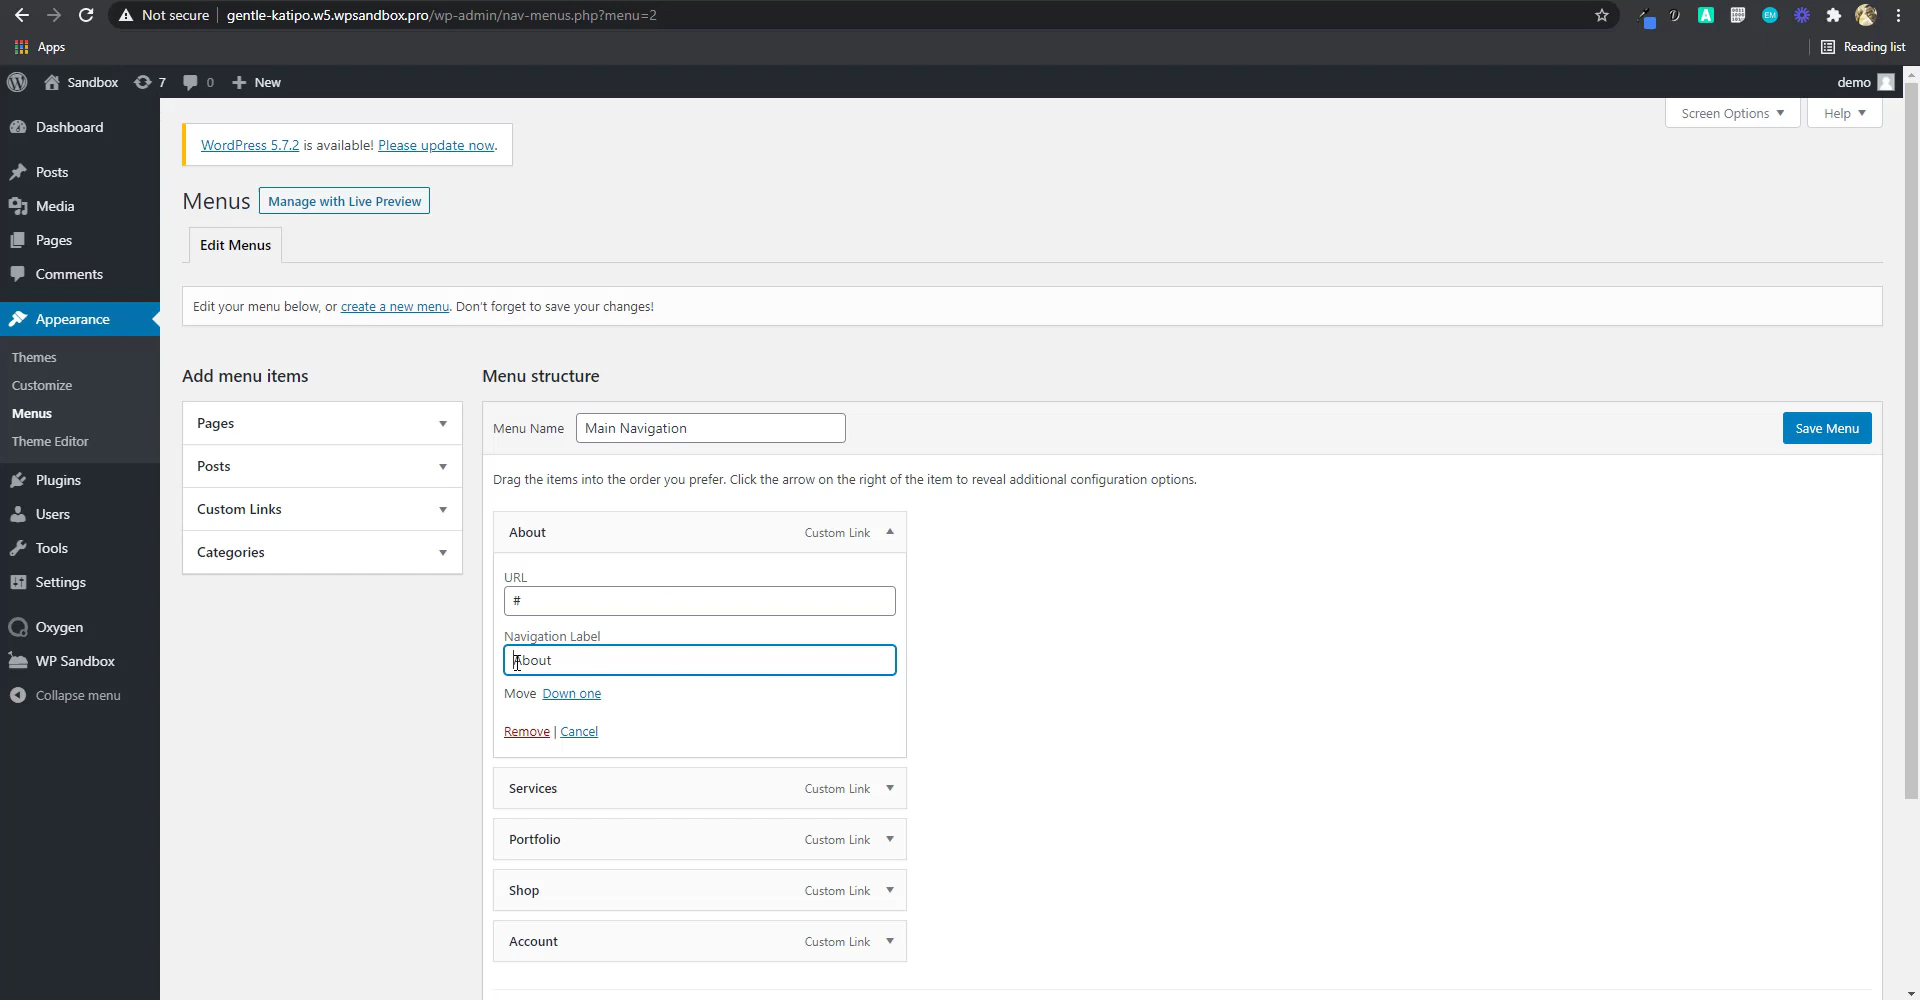 Not secure
gentle-katipo.w5.wpsandbox.pro/wp-admin/nav-menus.php?menu=2
Apps
Reading list
Sandbox
7
0
New
demo
Screen Options
Help
Dashboard
Posts
Media
Pages
Comments
Appearance
Themes
Customize
Menus
Theme Editor
Plugins
Users
Tools
Settings
Oxygen
WP Sandbox
Collapse menu
WordPress 5.7.2 is available! Please update now.
Menus
Manage with Live Preview
Edit Menus
Edit your menu below, or create a new menu. Don't forget to save your changes!
Add menu items
Pages
Posts
Custom Links
Categories
Menu structure
Menu Name
Main Navigation
Save Menu
Drag the items into the order you prefer. Click the arrow on the right of the item to reveal additional configuration options.
About
Custom Link
URL
#
Navigation Label
About
Move Down one
Remove | Cancel
Services
Custom Link
Portfolio
Custom Link
Shop
Custom Link
Account
Custom Link